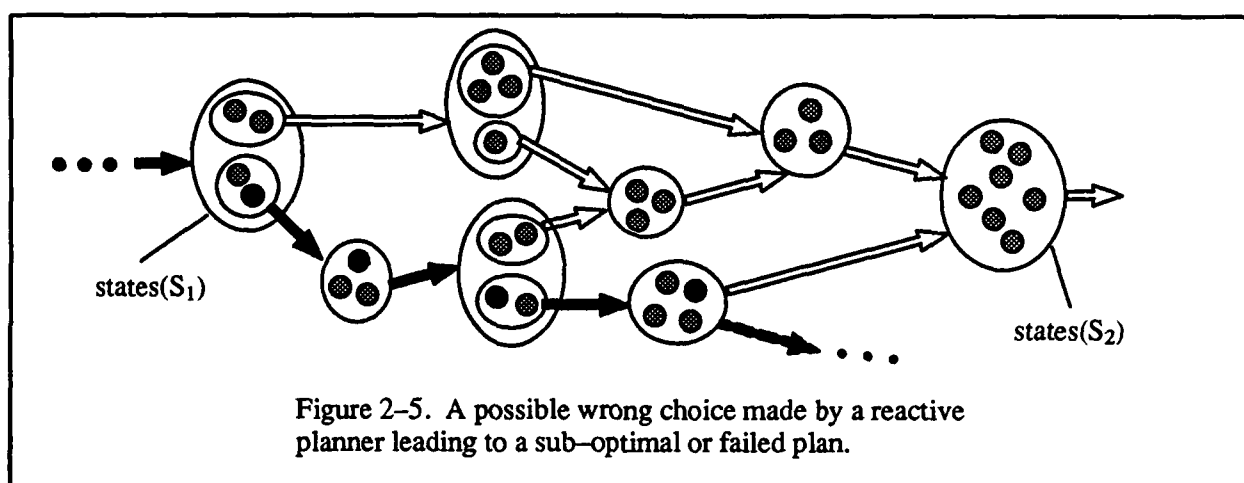 states(S₁)
states(S₂)
Figure 2–5. A possible wrong choice made by a reactive
planner leading to a sub–optimal or failed plan.